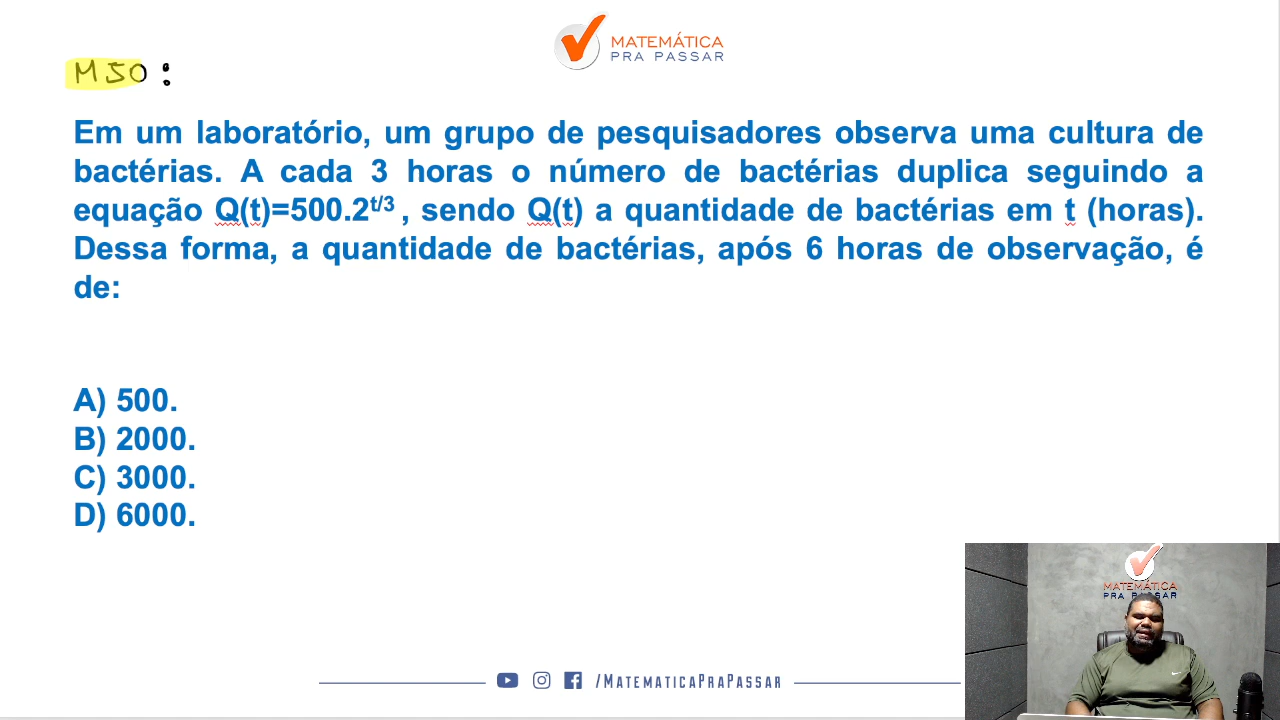 MATEMÁTICA
PRA PASSAR
M50:
Em um laboratório, um grupo de pesquisadores observa uma cultura de
bactérias. A cada 3 horas o número de bactérias duplica seguindo a
equação Q(t)=500.2^t/3 , sendo Q(t) a quantidade de bactérias em t (horas).
Dessa forma, a quantidade de bactérias, após 6 horas de observação, é
de:
A) 500.
B) 2000.
C) 3000.
D) 6000.
MATEMÁTICA
PRA PASSAR
/MATEMATICAPRAPASSAR